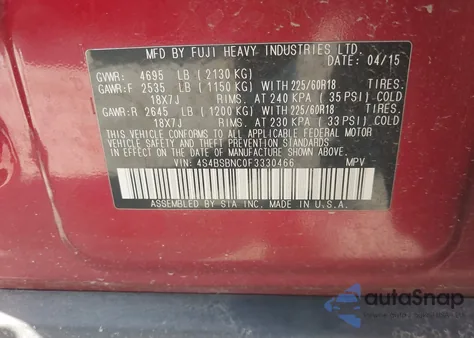 MFD BY FUJI HEAVY INDUSTRIES LTD.
DATE: 04/15
GVWR: 4695 LB (2130 KG)
GAWR:F 2535 LB (1150 KG) WITH 225/60R18 TIRES.
18X7J RIMS. AT 240 KPA (35 PSI) COLD
GAWR:R 2645 LB (1200 KG) WITH 225/60R18 TIRES
18X7J RIMS. AT 230 KPA (33 PSI) COLD
THIS VEHICLE CONFORMS TO ALL APPLICABLE FEDERAL MOTOR
VEHICLE SAFETY, BUMPER, AND THEFT PREVENTION STANDARDS IN
EFFECT ON THE DATE OF MANUFACTURE SHOWN ABOVE.
VIN: 4S4BSBNC0F3330466 MPV
ASSEMBLED BY SIA INC. MADE IN U.S.A.
autoSnap